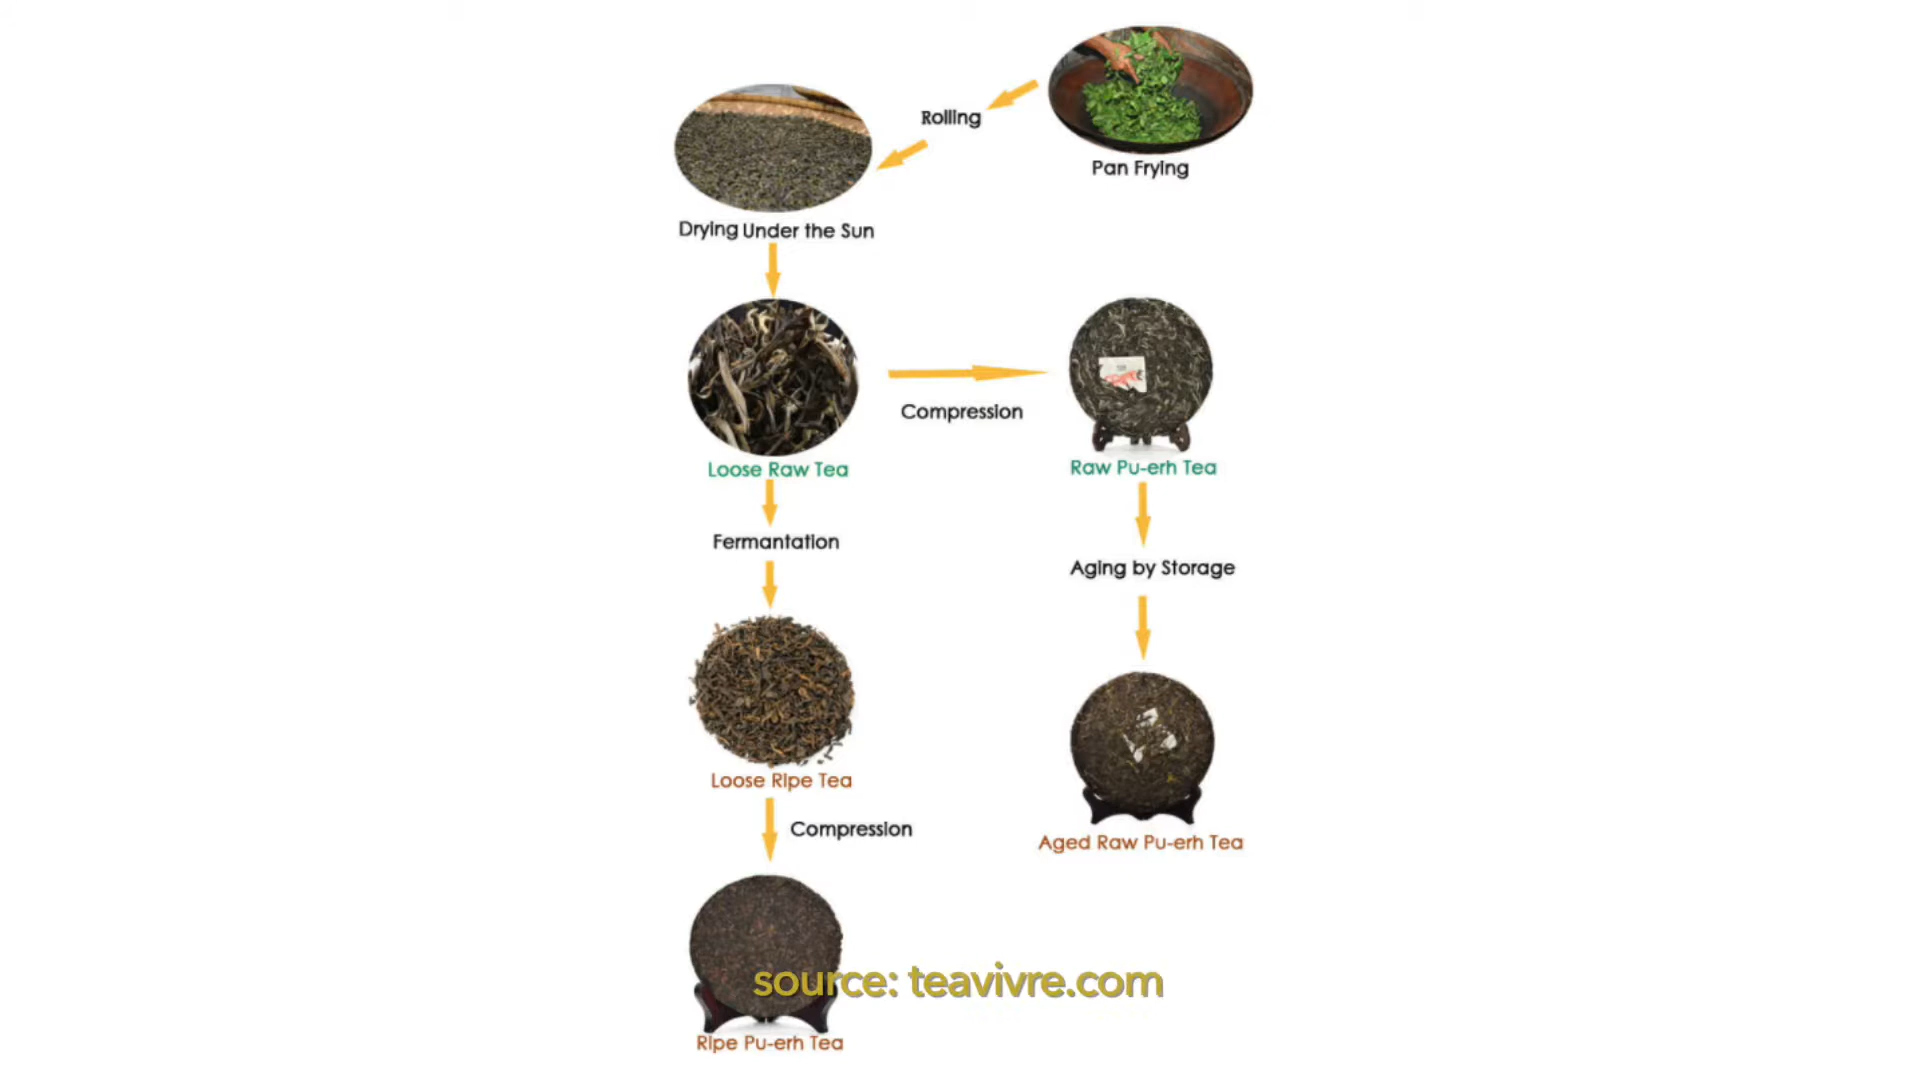 Rolling
Pan Frying
Drying Under the Sun
Compression
Loose Raw Tea
Raw Pu-erh Tea
Fermantation
Aging by Storage
Loose Ripe Tea
Compression
Aged Raw Pu-erh Tea
source: teavivre.com
Ripe Pu-erh Tea